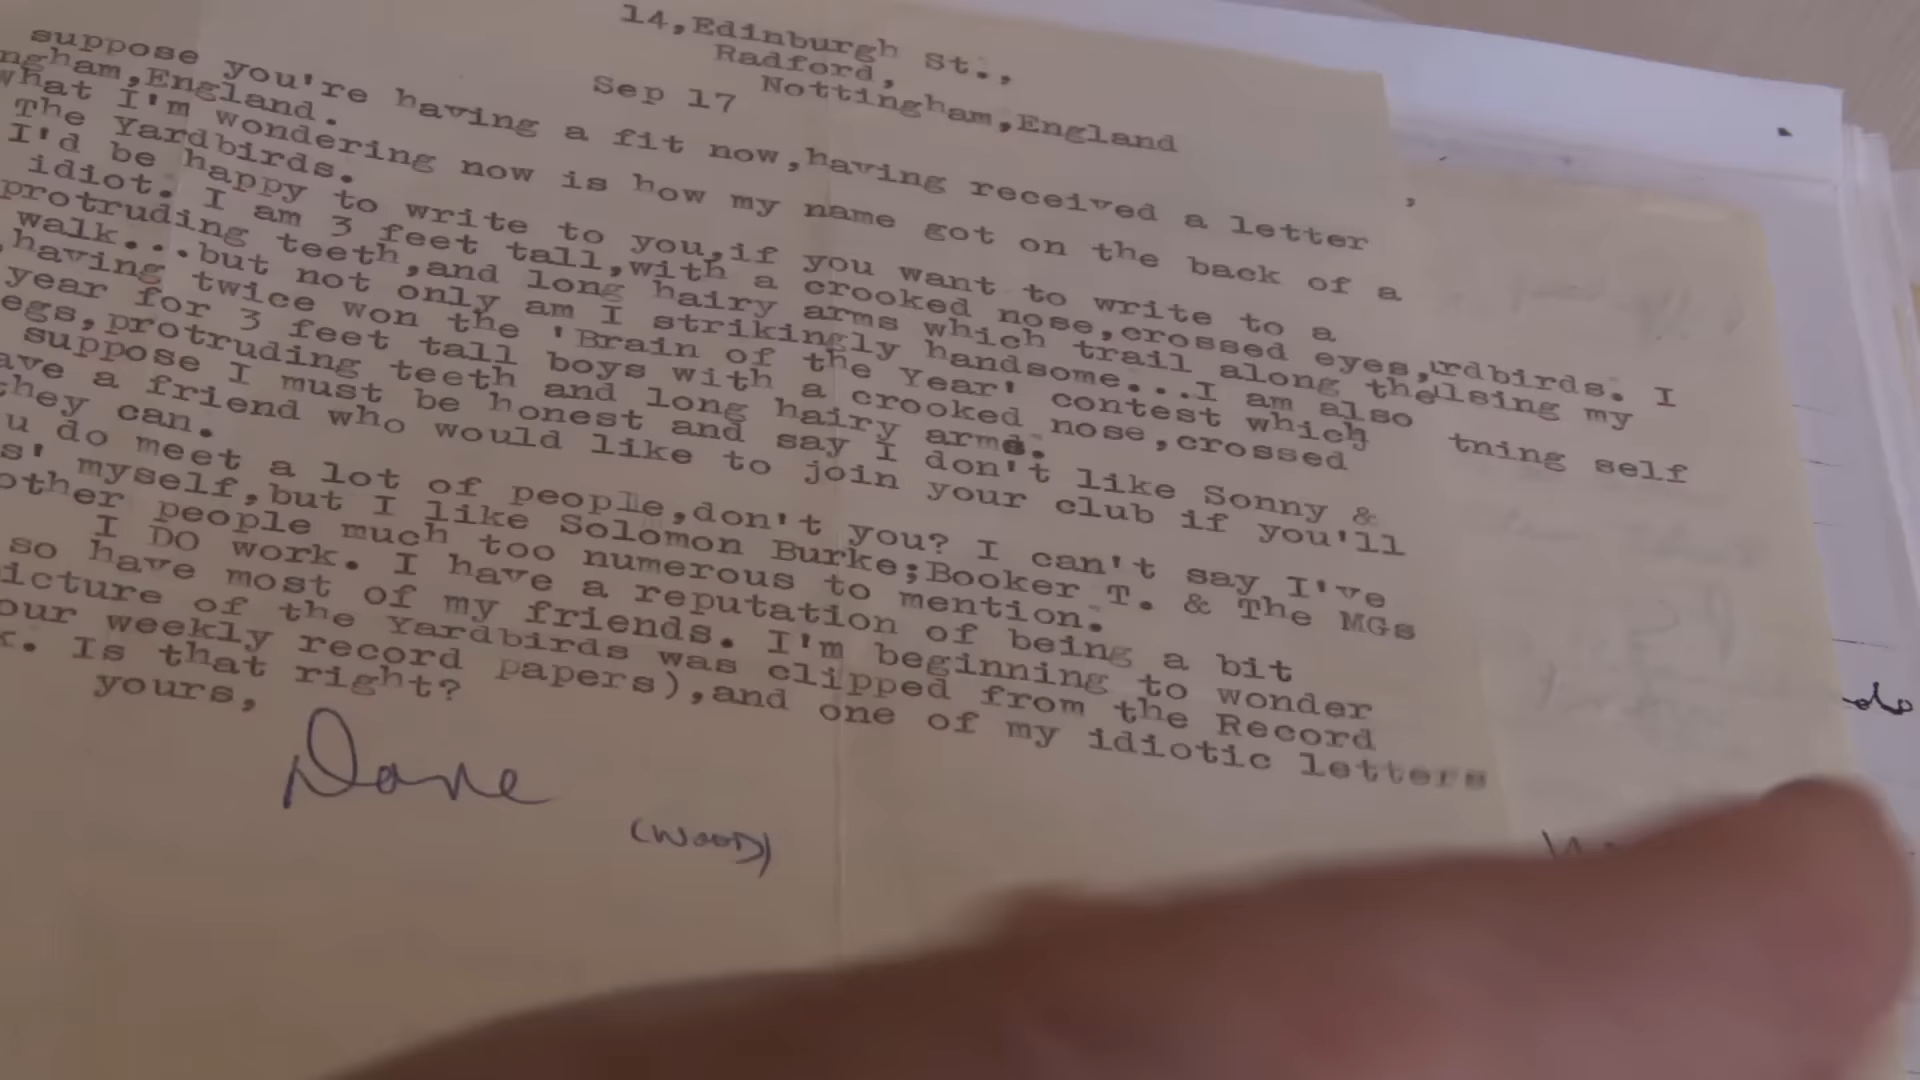 14,Edinburgh St.,
Radford,
Nottingham,England
Sep 17
suppose you're having a fit now,having received a letter
ngham,England.
what I'm wondering now is how my name got on the back of a
The Yardbirds.
I'd be happy to write to you,if you want to write to a
idiot. I am 3 feet tall,with a crooked nose,crossed eyes,
protruding teeth,and long hairy arms which trail along the
walk...but not only am I strikingly handsome...I am also
having twice won the 'Brain of the Year' contest which
year for 3 feet tall boys with a crooked nose,crossed
egs,protruding teeth and long hairy arms.
suppose I must be honest and say I don't like Sonny &
ave a friend who would like to join your club if you'll
they can.
u do meet a lot of people,don't you? I can't say I've
s' myself,but I like Solomon Burke;Booker T. & The MGs
other people much too numerous to mention.
I DO work. I have a reputation of being a bit
so have most of my friends. I'm beginning to wonder
icture of the Yardbirds was clipped from the Record
our weekly record papers),and one of my idiotic letters
k. Is that right?
yours,
Dave
(WOOD)
rdbirds. I
lsing my
tning self